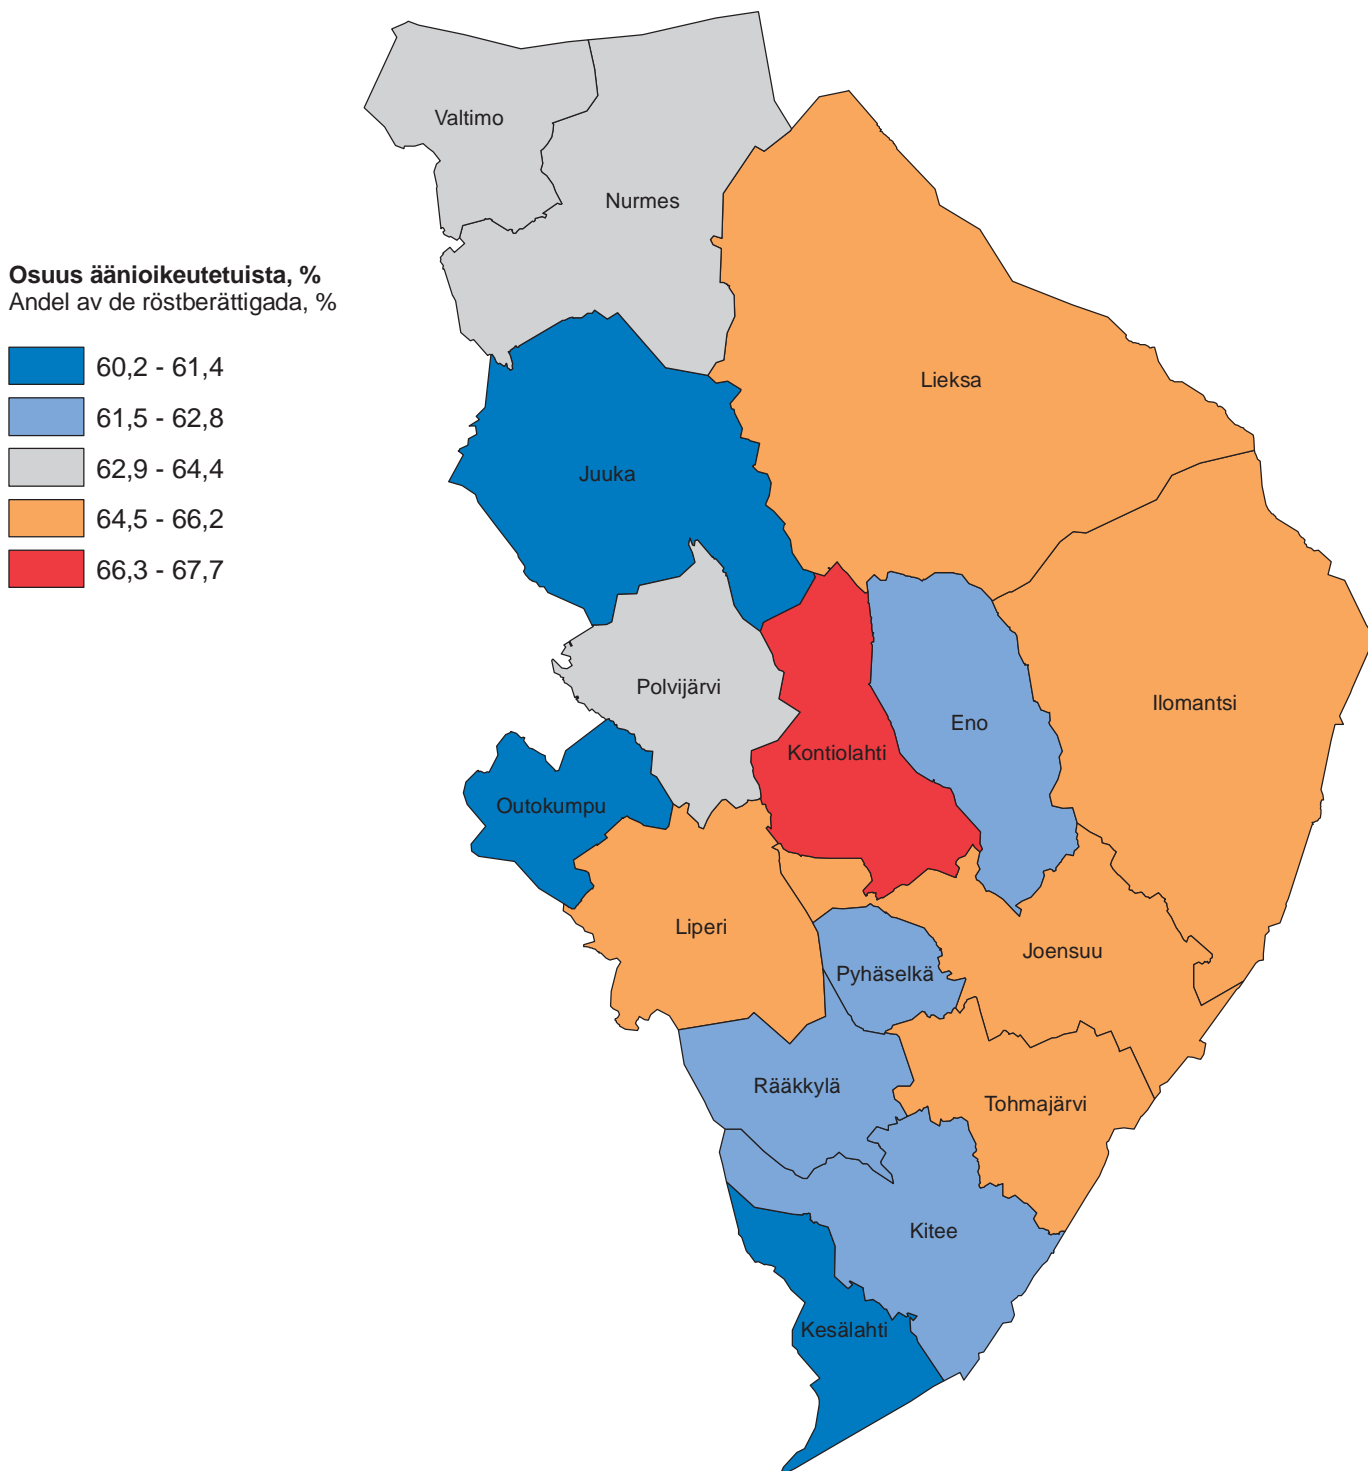 Valtimo
Nurmes
Osuus äänioikeutetuista, %
Andel av de röstberättigada, %
60,2 - 61,4
61,5 - 62,8
62,9 - 64,4
64,5 - 66,2
66,3 - 67,7
Lieksa
Juuka
Polvijärvi
Ilomantsi
Eno
Kontiolahti
Outokumpu
Liperi
Joensuu
Pyhäselkä
Rääkkylä
Tohmajärvi
Kitee
Kesälahti